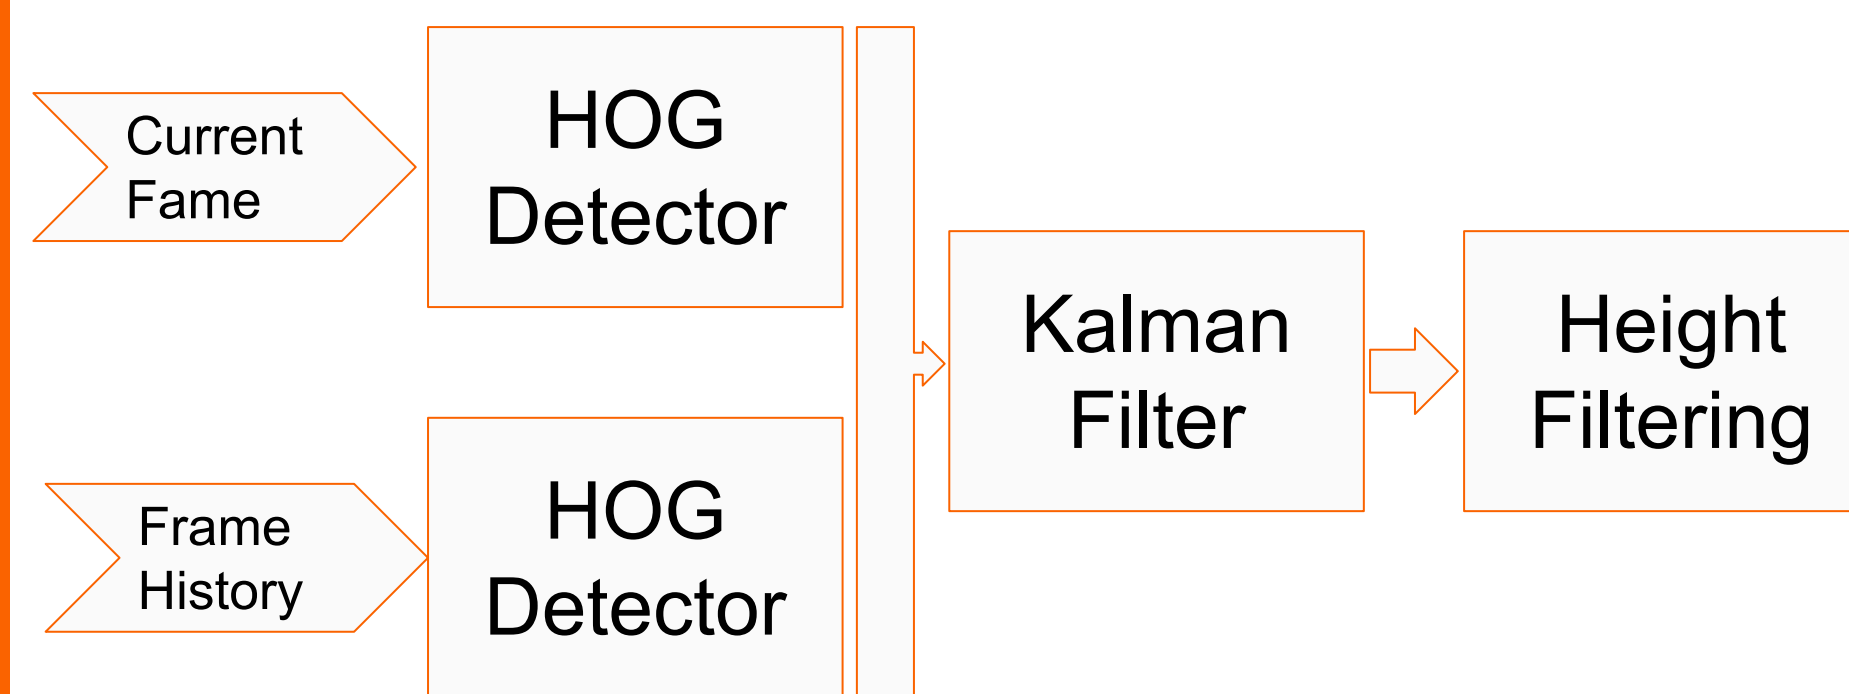 Current
Fame
HOG
Detector
Frame
History
HOG
Detector
Kalman
Filter
Height
Filtering